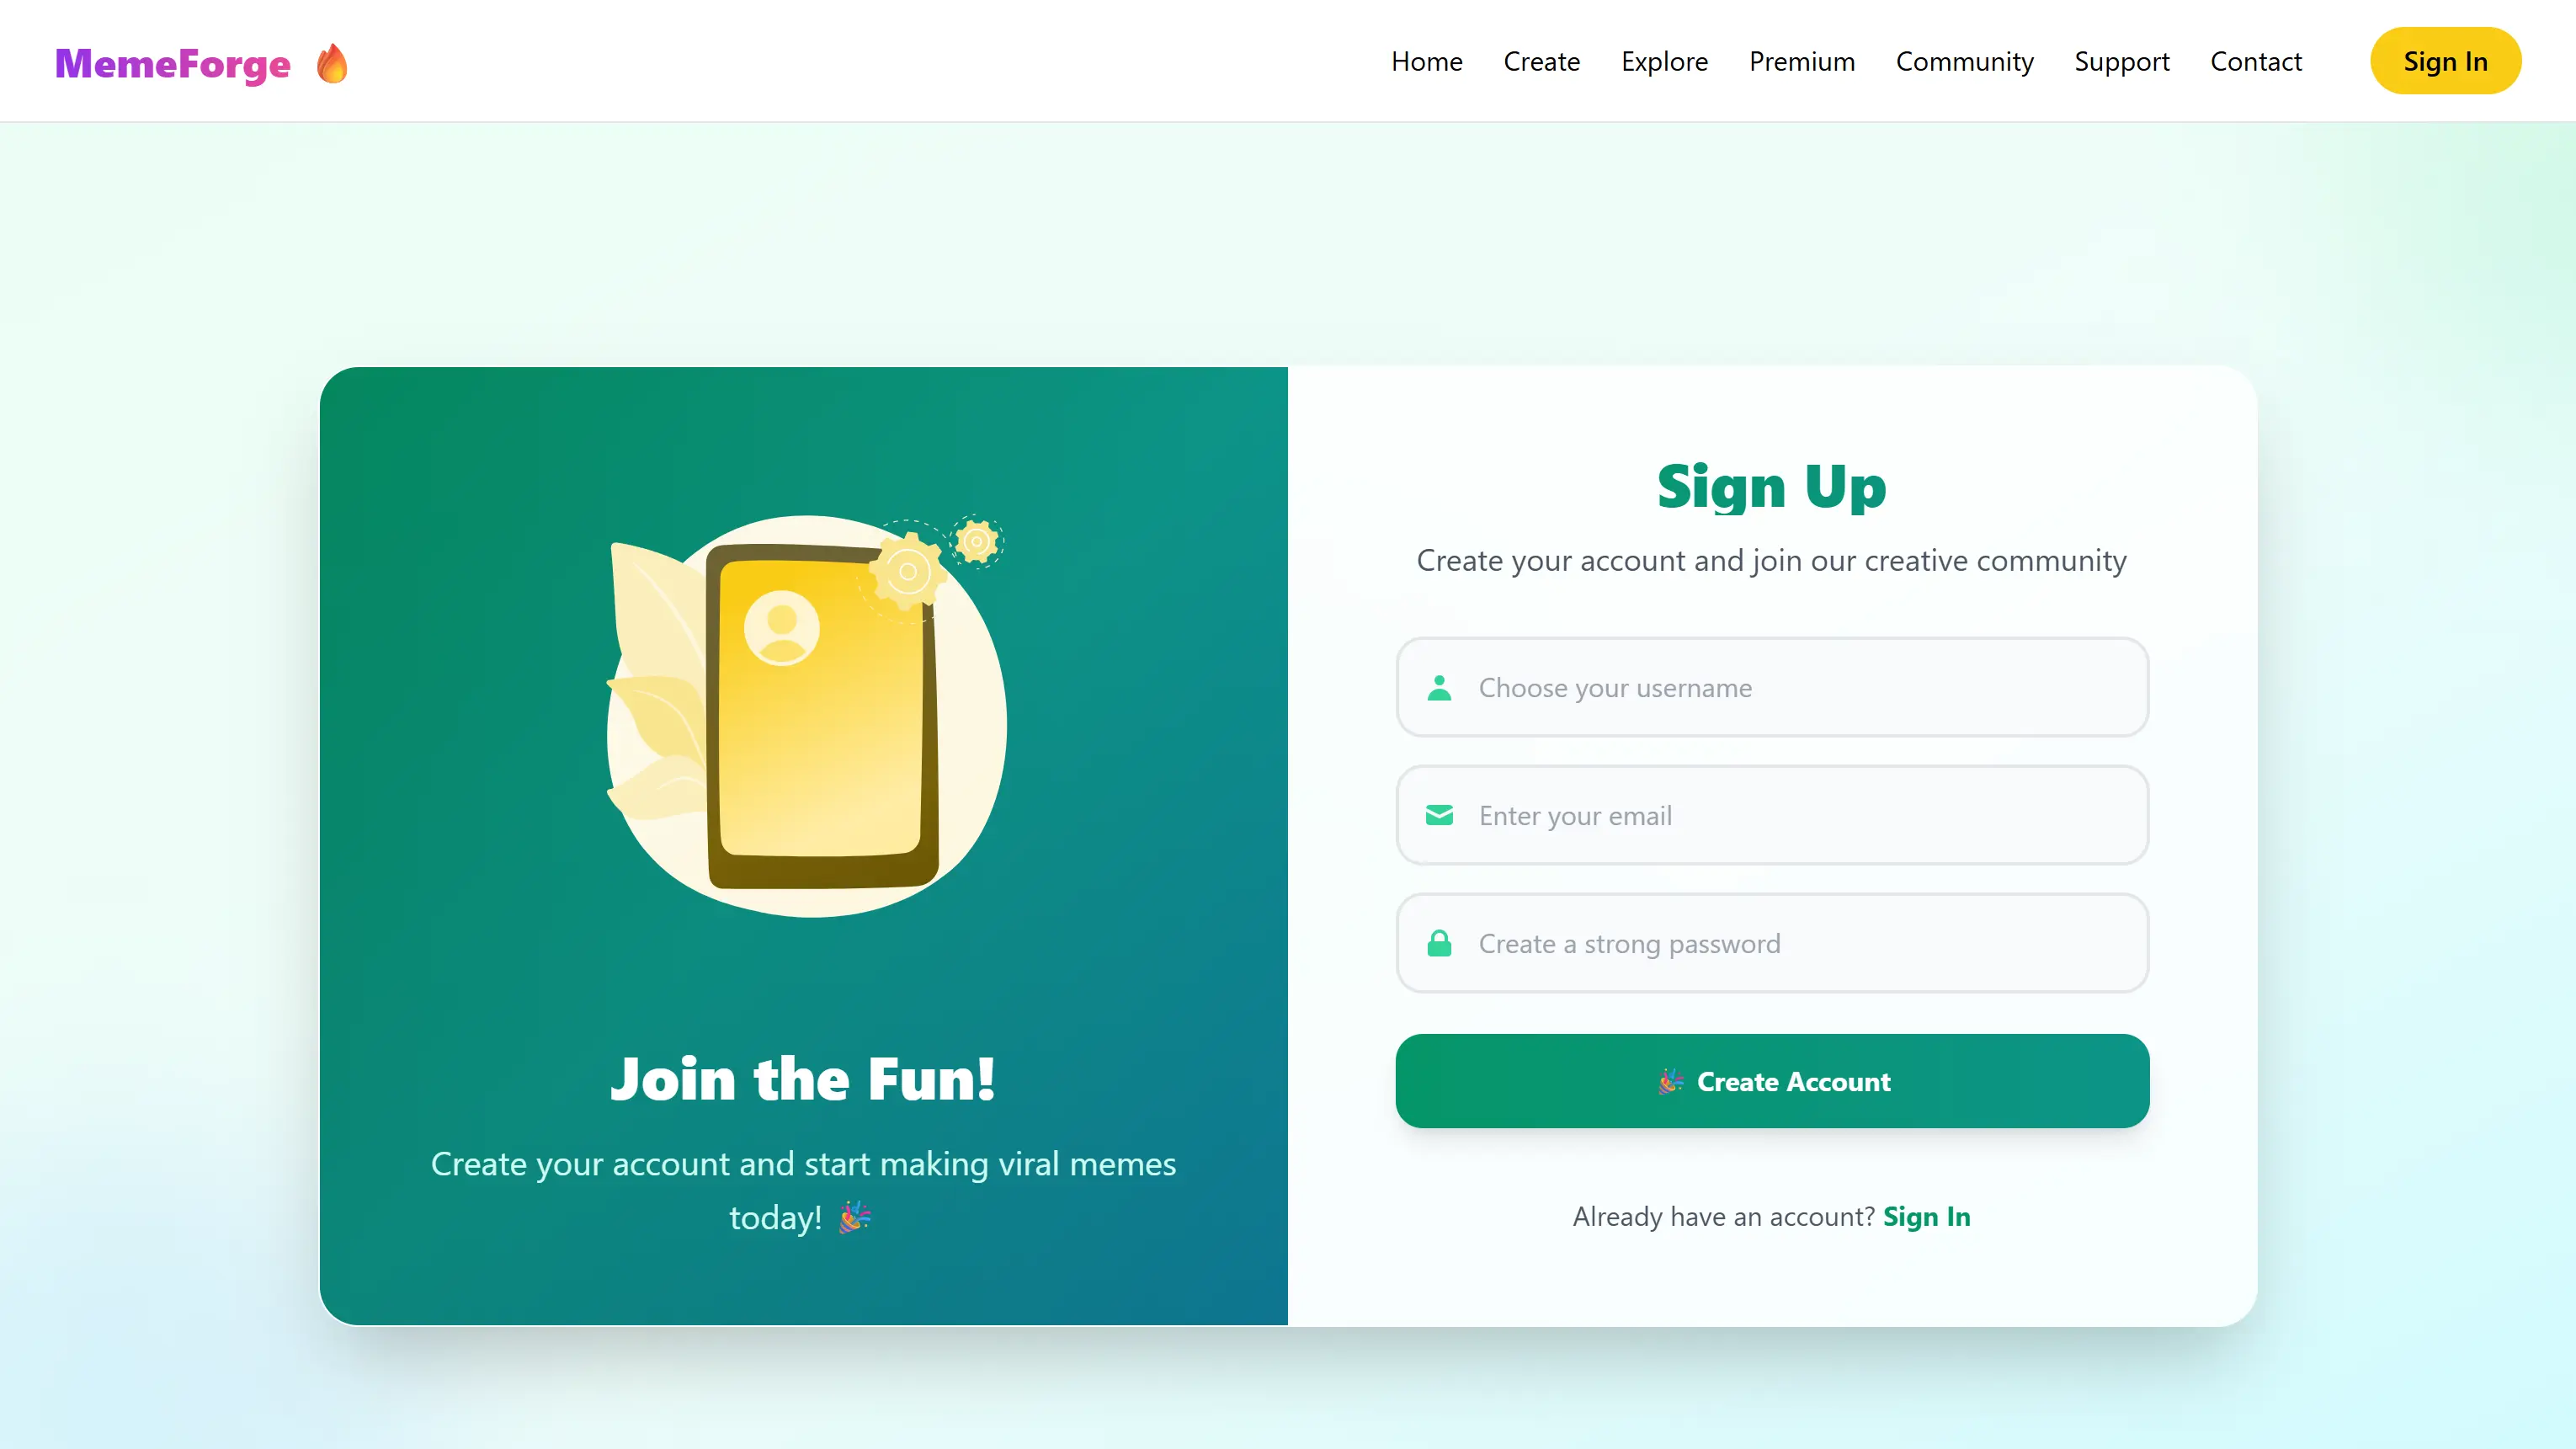 MemeForge 🔥
Home Create Explore Premium Community Support Contact Sign In
Join the Fun!
Create your account and start making viral memes
today! 🎉
Sign Up
Create your account and join our creative community
Choose your username
Enter your email
Create a strong password
🎉 Create Account
Already have an account? Sign In